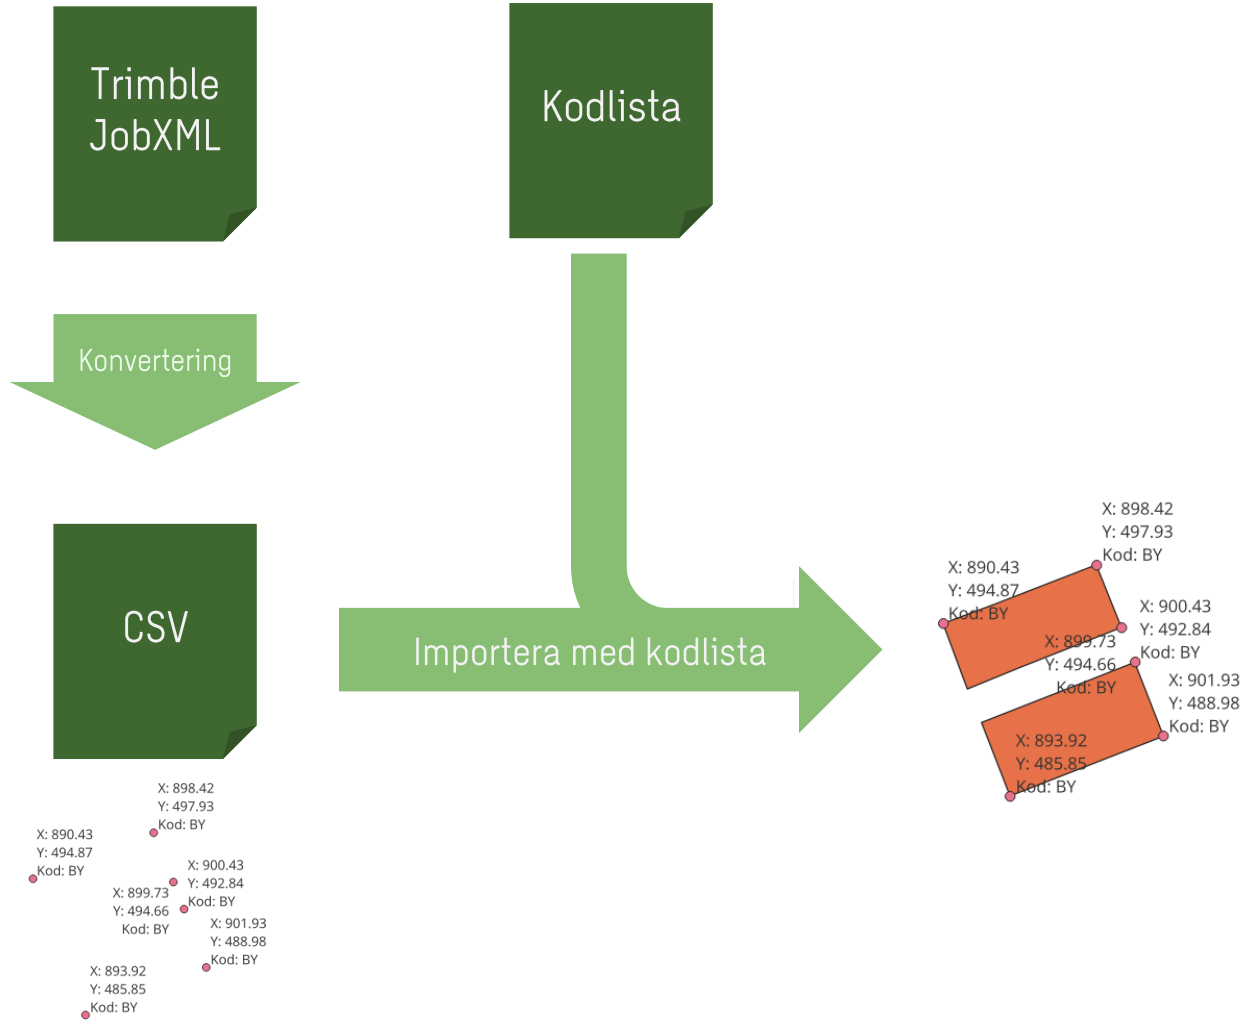 Trimble
JobXML
Kodlista
Konvertering
CSV
Importera med kodlista
X: 898.42
Y: 497.93
Kod: BY
X: 890.43
Y: 494.87
Kod: BY
X: 900.43
Y: 492.84
Kod: BY
X: 899.73
Y: 494.66
Kod: BY
X: 901.93
Y: 488.98
Kod: BY
X: 893.92
Y: 485.85
Kod: BY
X: 898.42
Y: 497.93
Kod: BY
X: 890.43
Y: 494.87
Kod: BY
X: 900.43
Y: 492.84
Kod: BY
X: 899.73
Y: 494.66
Kod: BY
X: 901.93
Y: 488.98
Kod: BY
X: 893.92
Y: 485.85
Kod: BY